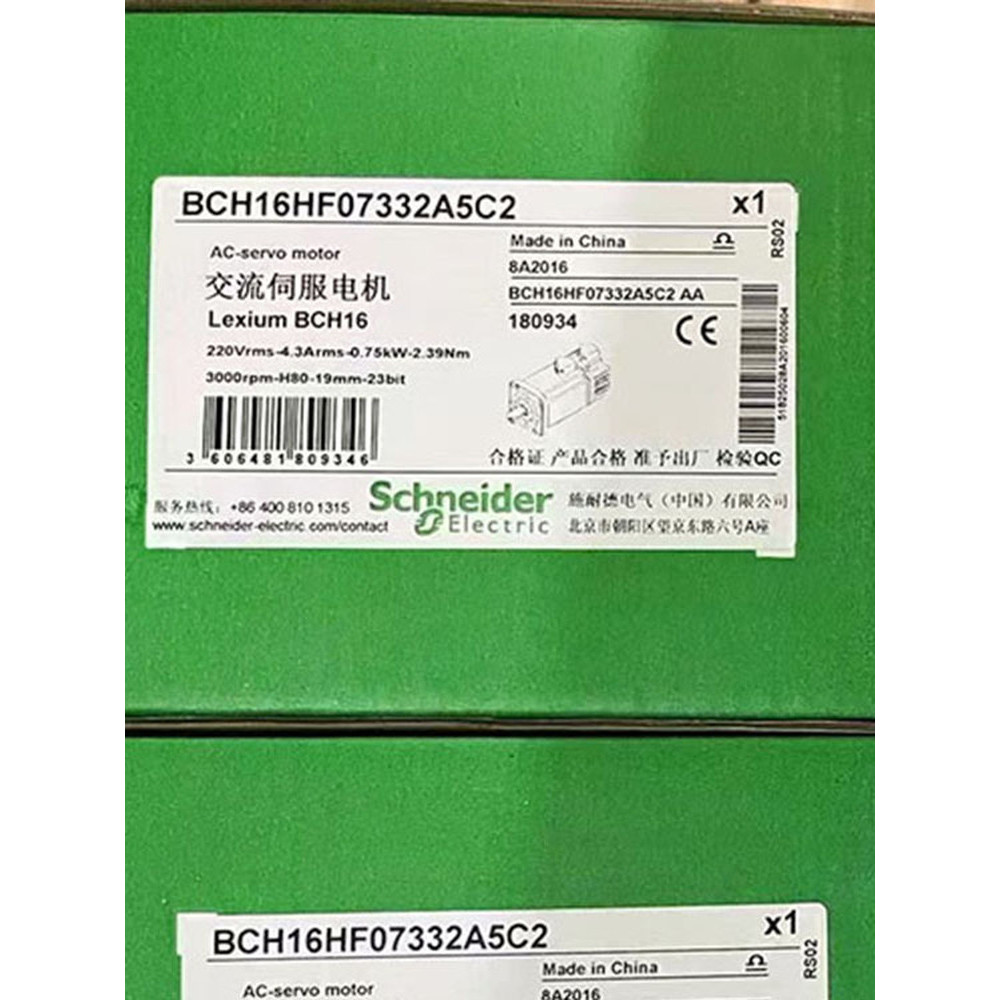 BCH16HF07332A5C2
x1
AC-servo motor
交流伺服电机
Lexium BCH16
220Vrms-4.3Arms-0.75kW-2.39Nm
3000rpm-H80-19mm-23bit
3 606481 809346
Made in China
8A2016
BCH16HF07332A5C2 AA
180934
CE
RS02
51825028A201600604
合格证 产品合格 准予出厂 检验QC
服务热线: +86 400 810 1315
www.schneider-electric.com/contact
Schneider
Electric
施耐德电气(中国)有限公司
北京市朝阳区望京东路六号A座
BCH16HF07332A5C2
x1
AC-servo motor
Made in China
8A2016
RS02